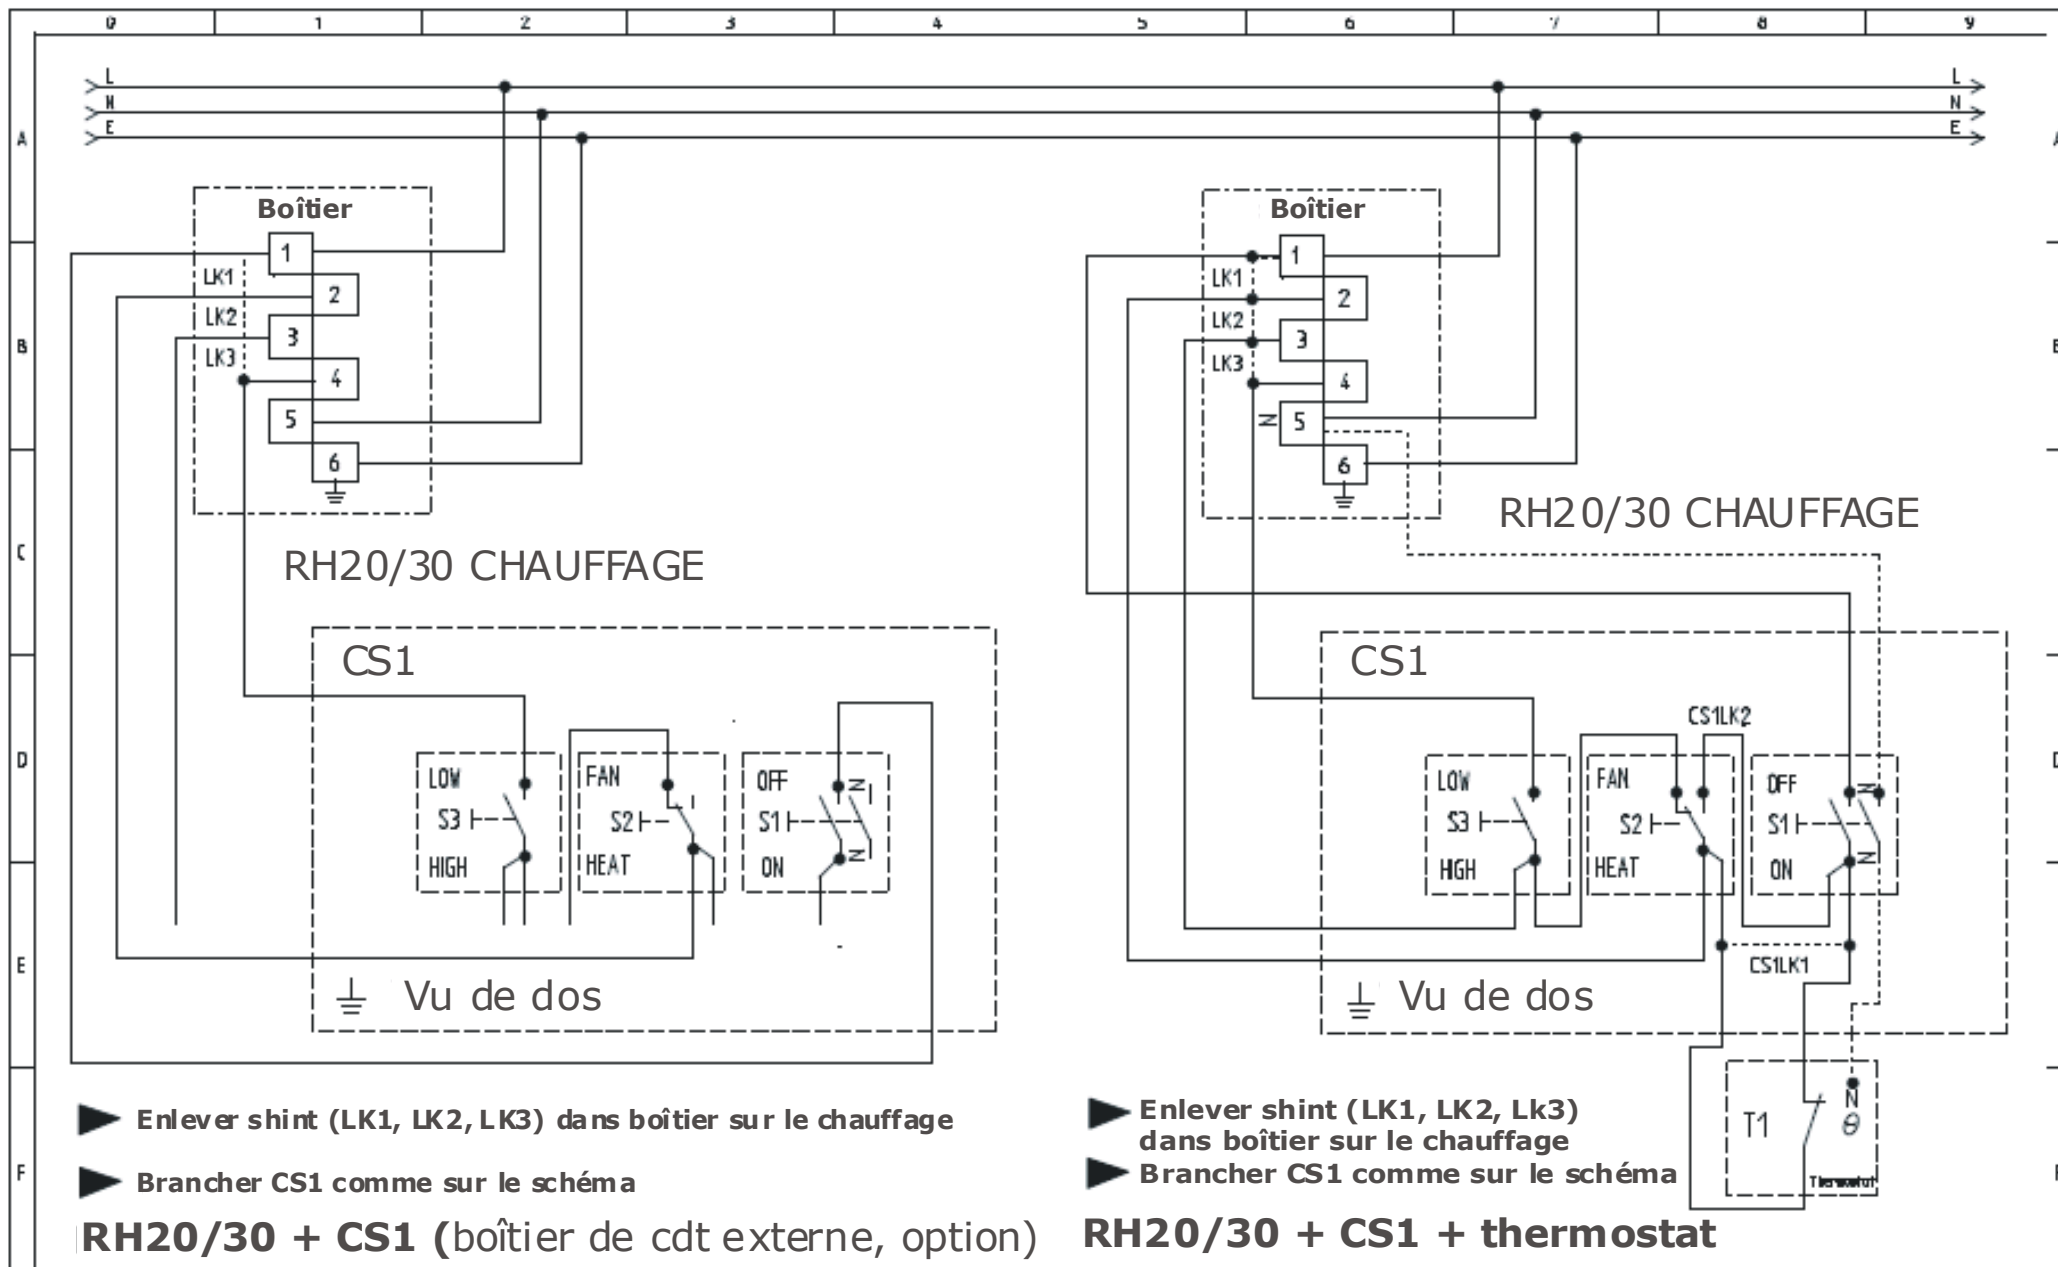 0 1 2 3 4 5 6 7 8 9
L L
N N
E E
A
B
C
D
E
F
Boîtier
1
LK1
2
LK2
3
LK3
4
5
6
RH20/30 CHAUFFAGE
CS1
LOW FAN OFF N
S3 S2 S1
HIGH HEAT ON N
Vu de dos
Enlever shint (LK1, LK2, LK3) dans boîtier sur le chauffage
Brancher CS1 comme sur le schéma
RH20/30 + CS1 (boîtier de cdt externe, option)
Boîtier
1
LK1
2
LK2
3
LK3
4
N 5
6
RH20/30 CHAUFFAGE
CS1
CS1LK2
LOW FAN OFF N
S3 S2 S1
HIGH HEAT ON N
CS1LK1
Vu de dos
N
T1 θ
Thermostat
Enlever shint (LK1, LK2, Lk3)
dans boîtier sur le chauffage
Brancher CS1 comme sur le schéma
RH20/30 + CS1 + thermostat